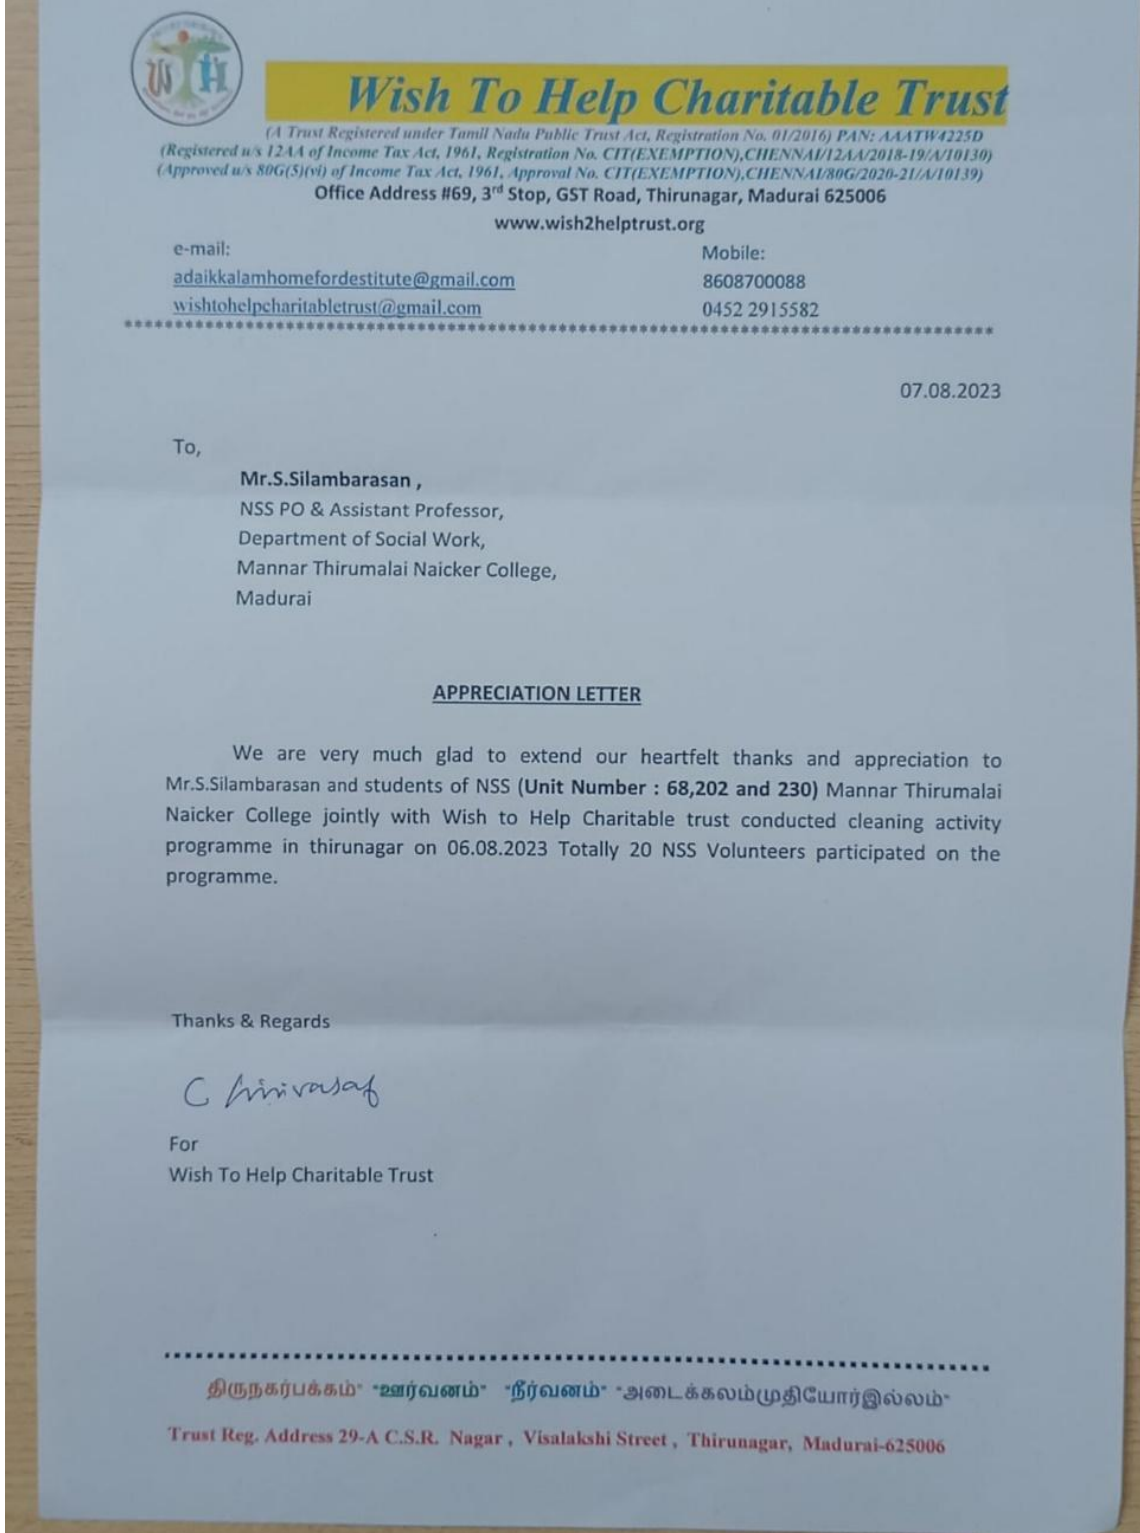 WTH
Wish To Help Charitable Trust
(A Trust Registered under Tamil Nadu Public Trust Act, Registration No. 01/2016) PAN: AAATW4225D
(Registered u/s 12AA of Income Tax Act, 1961, Registration No. CIT(EXEMPTION),CHENNAI/12AA/2018-19/A/10130)
(Approved u/s 80G(5)(vi) of Income Tax Act, 1961, Approval No. CIT(EXEMPTION),CHENNAI/80G/2020-21/A/10139)
Office Address #69, 3rd Stop, GST Road, Thirunagar, Madurai 625006
www.wish2helptrust.org
e-mail: Mobile:
adaikkalamhomefordestitute@gmail.com 8608700088
wishtohelpcharitabletrust@gmail.com 0452 2915582
07.08.2023
To,
Mr.S.Silambarasan ,
NSS PO & Assistant Professor,
Department of Social Work,
Mannar Thirumalai Naicker College,
Madurai
APPRECIATION LETTER
We are very much glad to extend our heartfelt thanks and appreciation to
Mr.S.Silambarasan and students of NSS (Unit Number : 68,202 and 230) Mannar Thirumalai
Naicker College jointly with Wish to Help Charitable trust conducted cleaning activity
programme in thirunagar on 06.08.2023 Totally 20 NSS Volunteers participated on the
programme.
Thanks & Regards
For
Wish To Help Charitable Trust
திருநகர்பக்கம்" "ஊர்வனம்" "நீர்வனம்" "அடைக்கலம்முதியோர்இல்லம்"
Trust Reg. Address 29-A C.S.R. Nagar , Visalakshi Street , Thirunagar, Madurai-625006